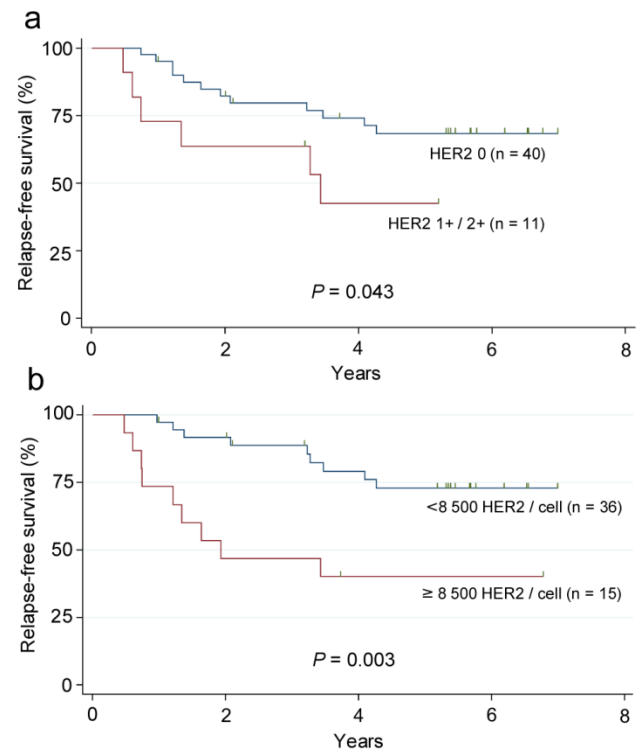 a
Relapse-free survival (%)
100
75
50
25
0
HER2 0 (n = 40)
HER2 1+ / 2+ (n = 11)
P = 0.043
0 2 4 6 8
Years
b
Relapse-free survival (%)
100
75
50
25
0
<8 500 HER2 / cell (n = 36)
≥ 8 500 HER2 / cell (n = 15)
P = 0.003
0 2 4 6 8
Years